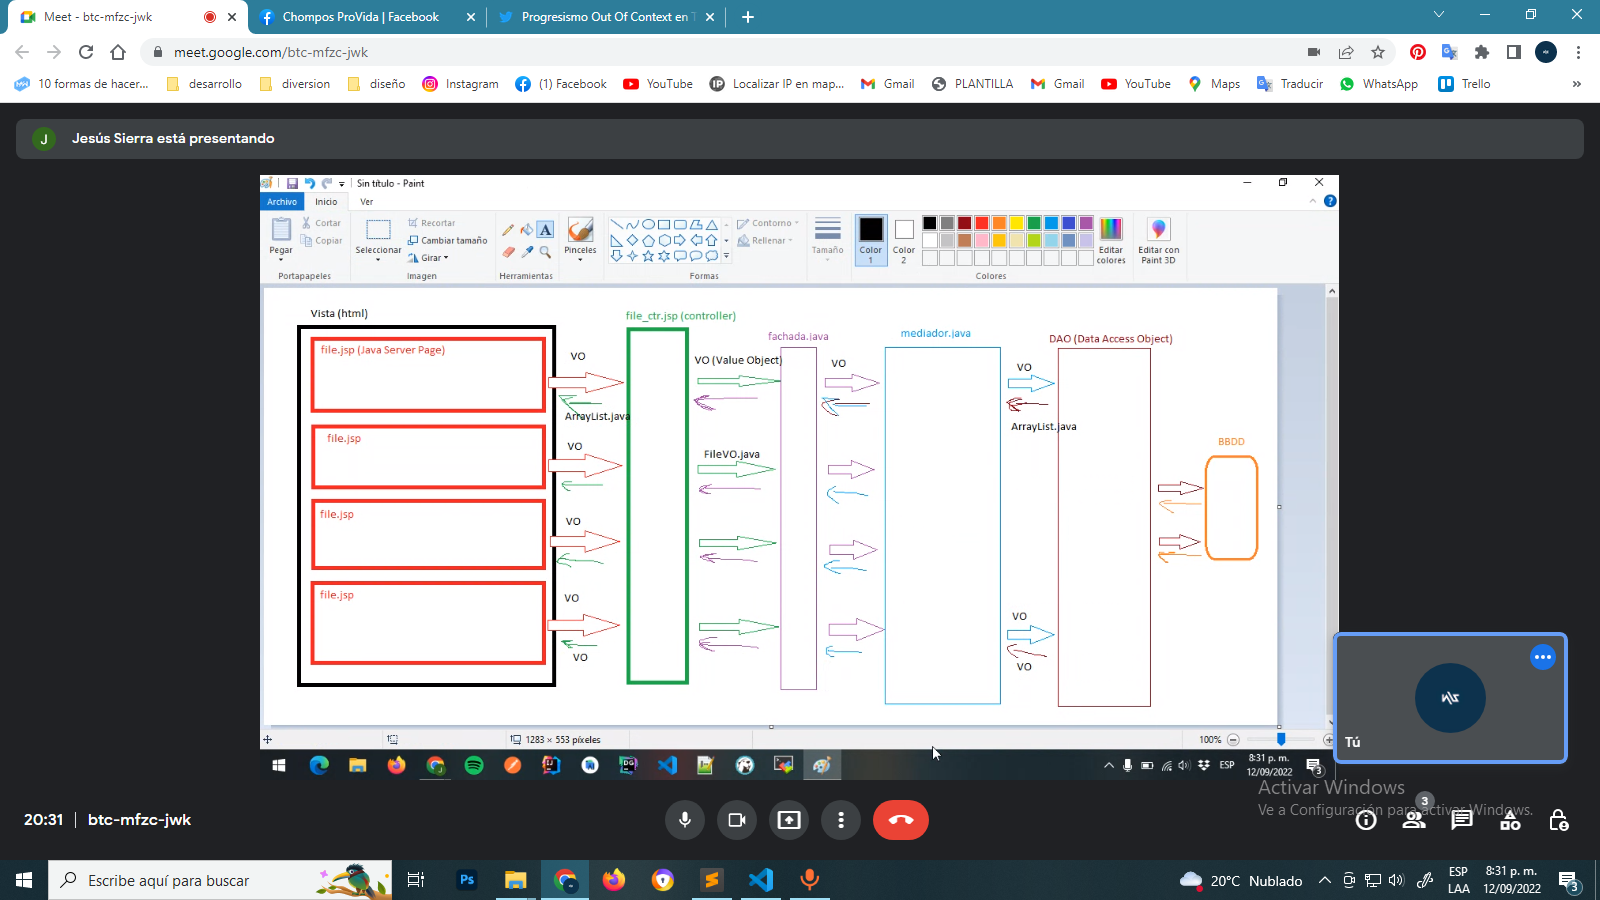 Meet - btc-mfzc-jwk
Chompos ProVida | Facebook
Progresismo Out Of Context en T
meet.google.com/btc-mfzc-jwk
10 formas de hacer...
desarrollo
diversion
diseño
Instagram
(1) Facebook
YouTube
IP
Localizar IP en map...
Gmail
PLANTILLA
Gmail
YouTube
Maps
Traducir
WhatsApp
Trello
J
Jesús Sierra está presentando
Sin título - Paint
Archivo
Inicio
Ver
Pegar
Cortar
Copiar
Portapapeles
Seleccionar
Recortar
Cambiar tamaño
Girar
Imagen
A
Herramientas
Pinceles
Formas
Contorno
Rellenar
Tamaño
Color 1
Color 2
Editar colores
Colores
Editar con Paint 3D
Vista (html)
file.jsp (Java Server Page)
file.jsp
file.jsp
file.jsp
VO
ArrayList.java
VO
VO
VO
VO
file_ctr.jsp (controller)
VO (Value Object)
FileVO.java
fachada.java
VO
mediador.java
VO
ArrayList.java
VO
VO
DAO (Data Access Object)
BBDD
1283 × 553 píxeles
100%
DG
ESP
8:31 p. m.
12/09/2022
3
Tú
Activar Windows
Ve a Configuración para activar Windows.
20:31
btc-mfzc-jwk
3
Escribe aquí para buscar
Ps
20°C Nublado
ESP
LAA
8:31 p. m.
12/09/2022
3